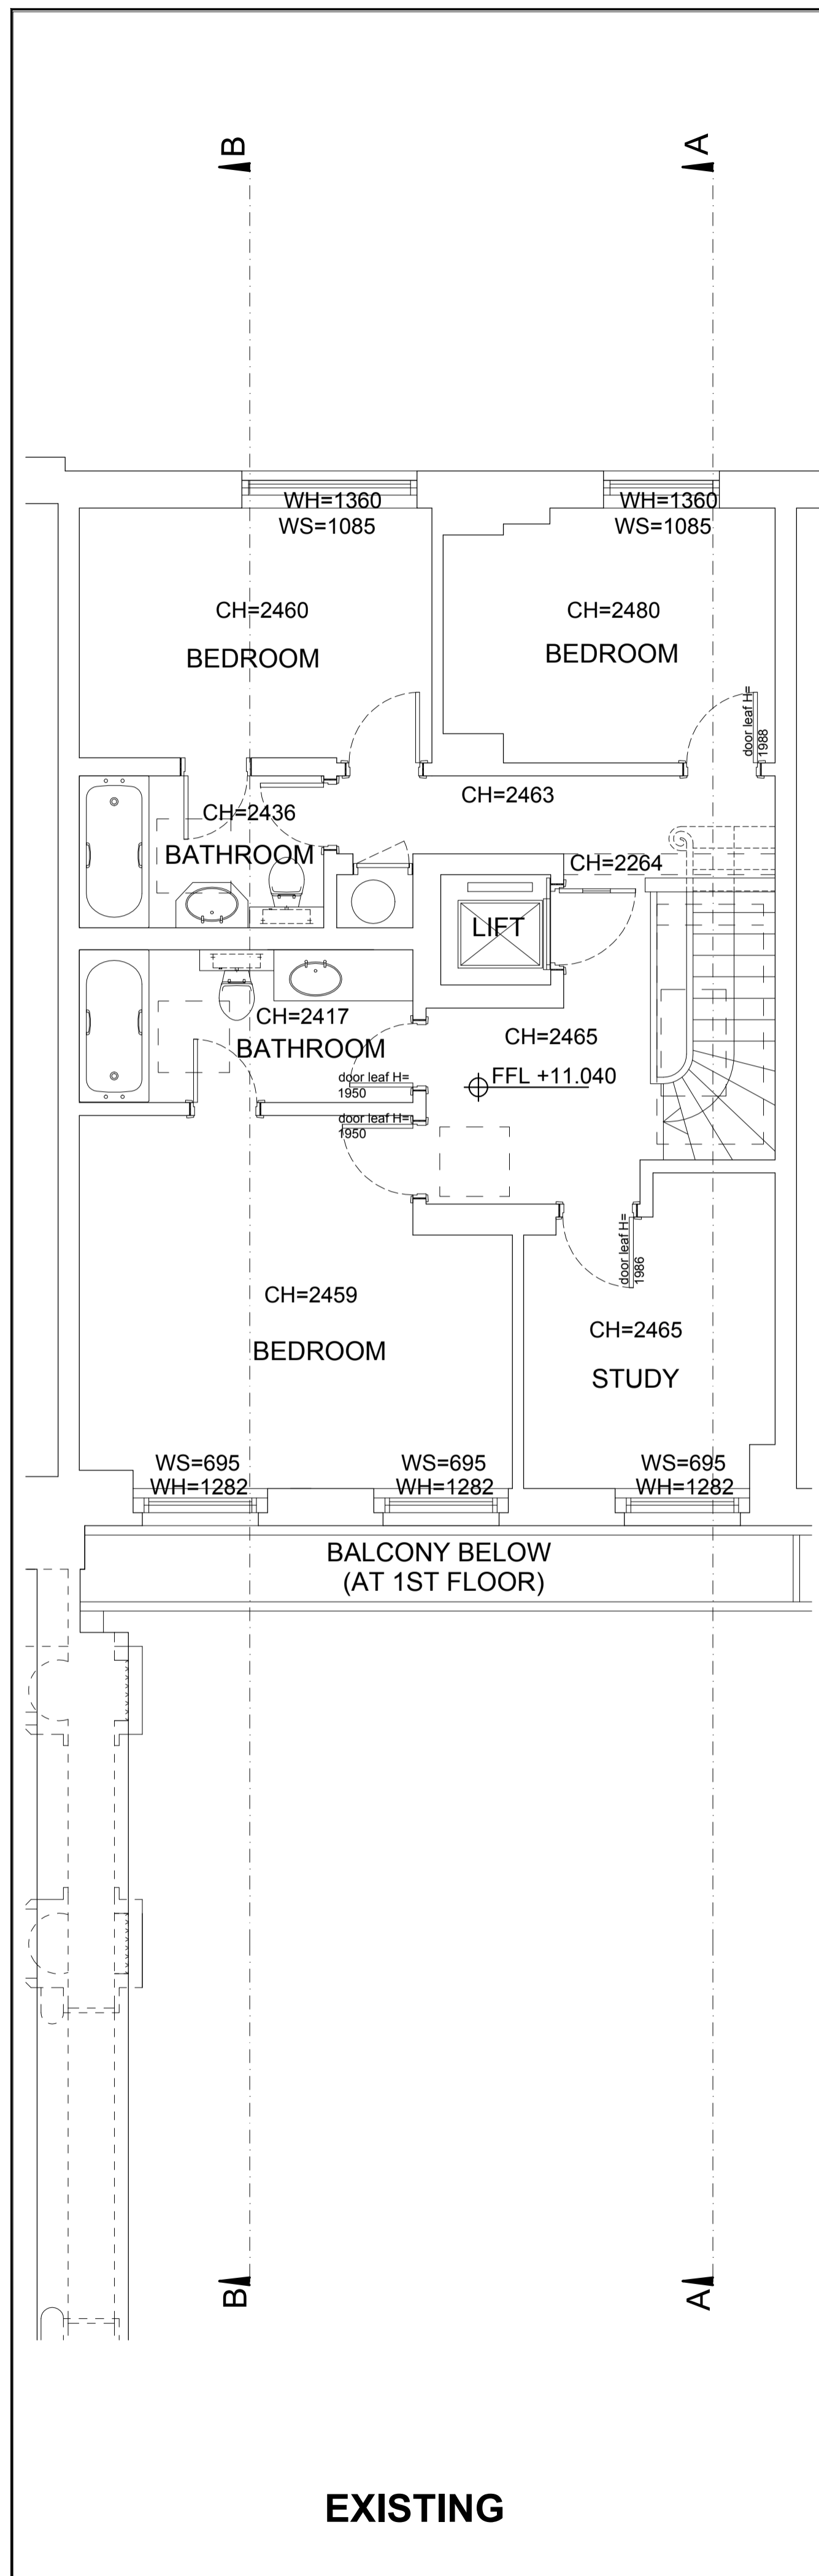 B
A
WH=1360
WS=1085
WH=1360
WS=1085
CH=2460
BEDROOM
CH=2480
BEDROOM
door leaf H=
1988
CH=2463
CH=2436
BATHROOM
CH=2264
LIFT
CH=2417
BATHROOM
CH=2465
FFL +11.040
door leaf H=
1950
door leaf H=
1950
door leaf H=
1986
CH=2459
BEDROOM
CH=2465
STUDY
WS=695
WH=1282
WS=695
WH=1282
WS=695
WH=1282
BALCONY BELOW
(AT 1ST FLOOR)
B
A
EXISTING